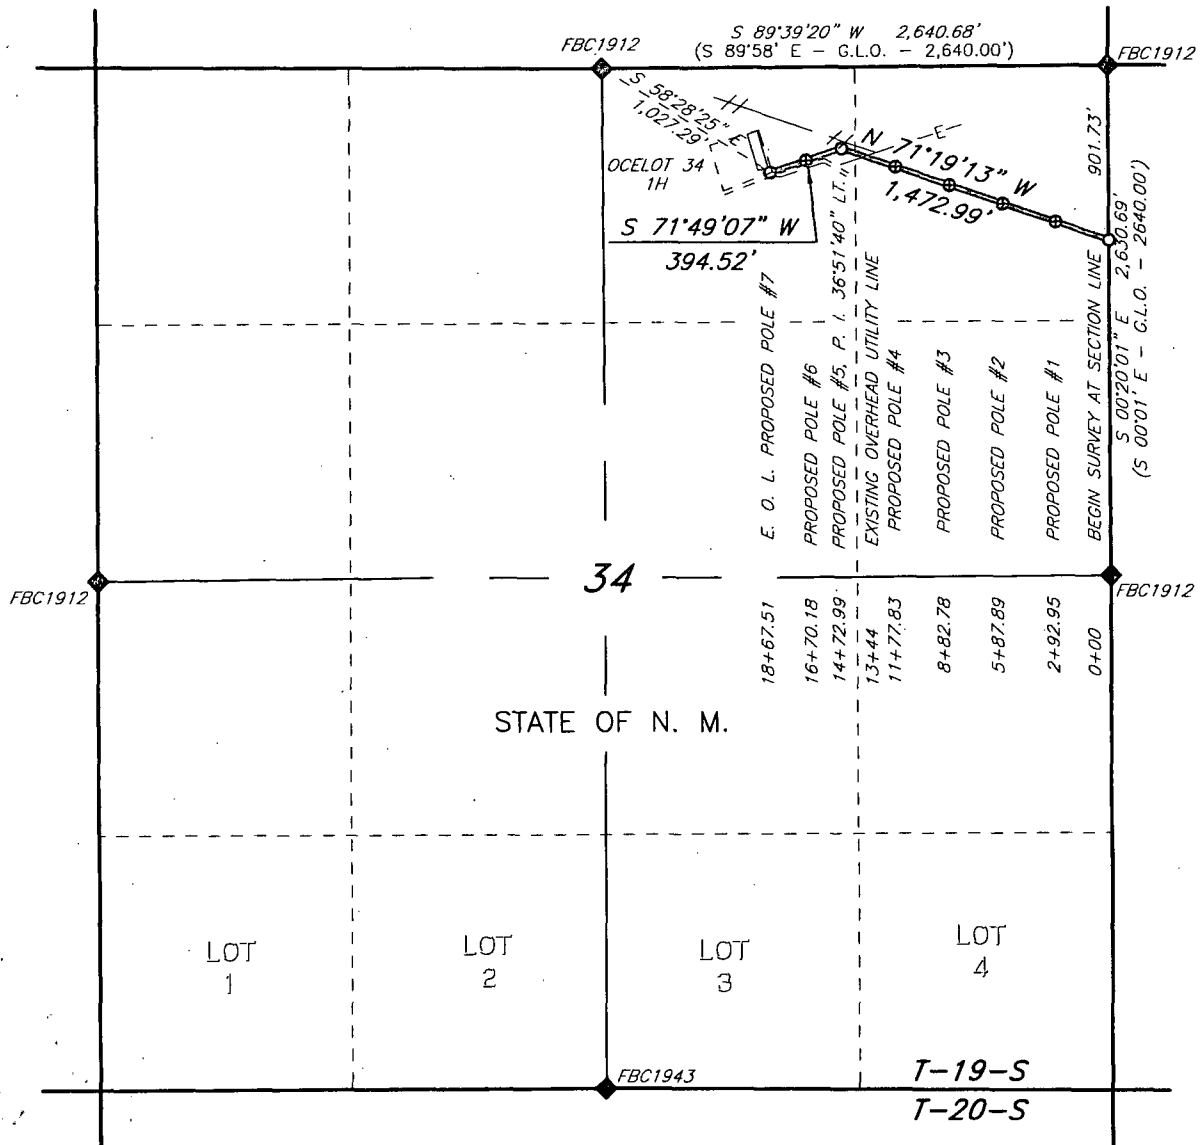 S 89°39'20" W 2,640.68'
(S 89°58' E - G.L.O. - 2,640.00')
FBC1912
FBC1912
S 58°28'25" E
1,027.29'
OCELOT 34
1H
E
N 71°19'13" W
1,472.99'
901.73'
S 00°20'01" E 2,630.69'
(S 00°01' E - G.L.O. - 2640.00')
S 71°49'07" W
394.52'
E. O. L. PROPOSED POLE #7
PROPOSED POLE #6
PROPOSED POLE #5, P. I. 36°51'40" LT.
EXISTING OVERHEAD UTILITY LINE
PROPOSED POLE #4
PROPOSED POLE #3
PROPOSED POLE #2
PROPOSED POLE #1
BEGIN SURVEY AT SECTION LINE
FBC1912
34
FBC1912
18+67.51
16+70.18
14+72.99
13+44
11+77.83
8+82.78
5+87.89
2+92.95
0+00
STATE OF N. M.
LOT
1
LOT
2
LOT
3
LOT
4
FBC1943
T-19-S
T-20-S